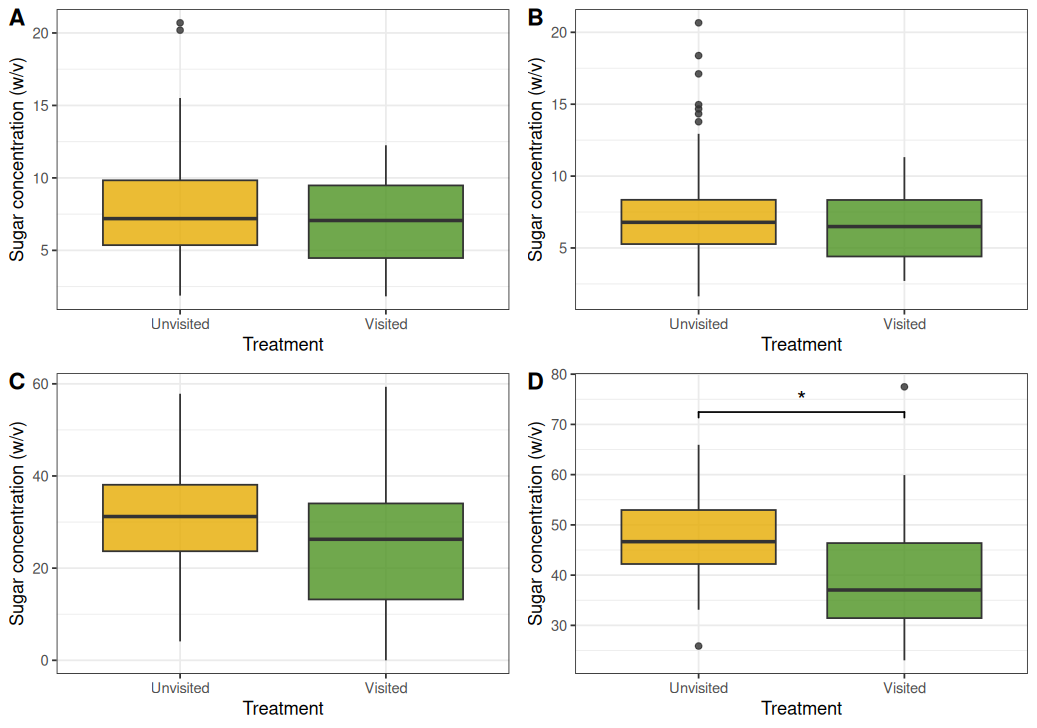 A
Sugar concentration (w/v)
20
15
10
5
Unvisited Visited
Treatment
B
Sugar concentration (w/v)
20
15
10
5
Unvisited Visited
Treatment
C
Sugar concentration (w/v)
60
40
20
0
Unvisited Visited
Treatment
D
Sugar concentration (w/v)
80
70
60
50
40
30
*
Unvisited Visited
Treatment